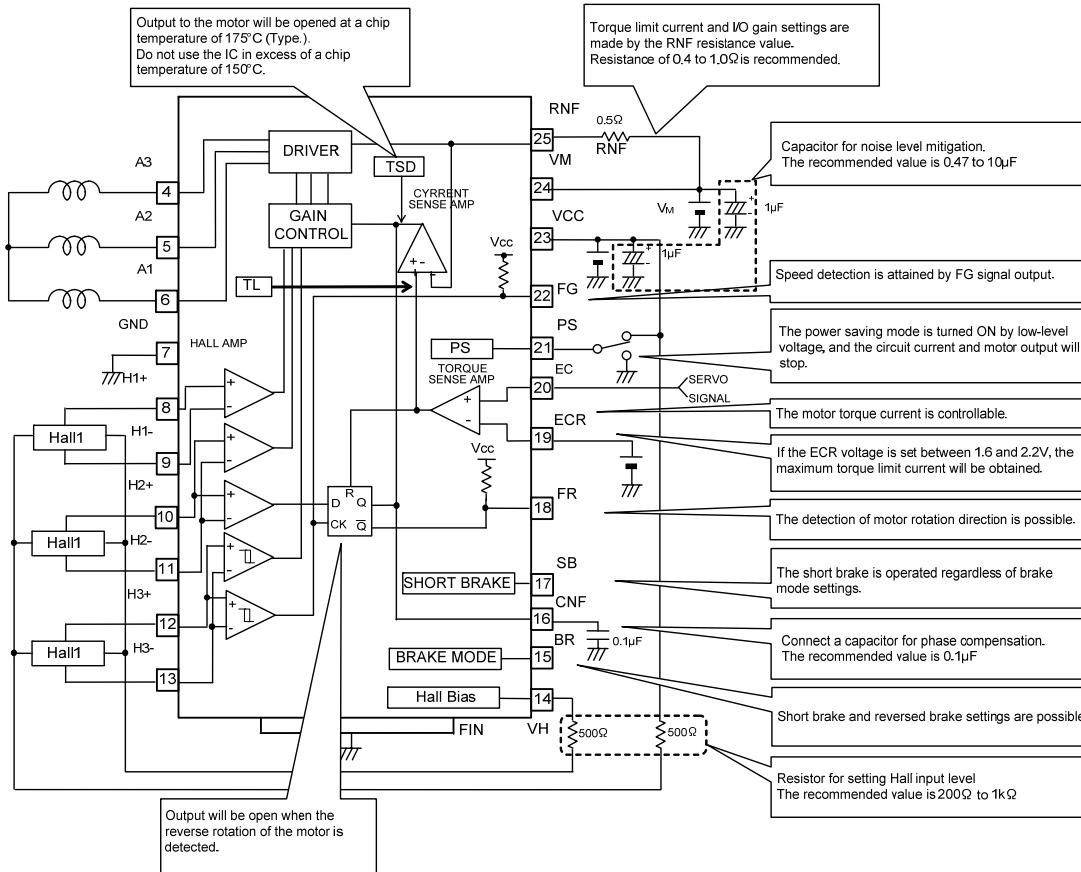 Output to the motor will be opened at a chip
temperature of 175°C (Type.).
Do not use the IC in excess of a chip
temperature of 150°C.
Torque limit current and I/O gain settings are
made by the RNF resistance value.
Resistance of 0.4 to 1.0Ω is recommended.
RNF
0.5Ω
25
RNF
VM
DRIVER
TSD
A3
4
CYRRENT
SENSE AMP
24
Capacitor for noise level mitigation.
The recommended value is 0.47 to 10µF
A2
GAIN
CONTROL
VM
+
-
1µF
VCC
5
23
Vcc
+
-
1µF
A1
+ -
TL
6
22
FG
Speed detection is attained by FG signal output.
GND
PS
7
HALL AMP
PS
21
The power saving mode is turned ON by low-level
voltage, and the circuit current and motor output will
stop.
TORQUE
SENSE AMP
EC
H1+
20
SERVO
SIGNAL
8
+
-
+
-
ECR
The motor torque current is controllable.
Hall1
H1-
19
If the ECR voltage is set between 1.6 and 2.2V, the
maximum torque limit current will be obtained.
9
+
-
Vcc
H2+
+
-
R
D
Q
CK
Q
FR
18
10
The detection of motor rotation direction is possible.
Hall1
H2-
+
-
11
SB
SHORT BRAKE
17
The short brake is operated regardless of brake
mode settings.
H3+
+
-
CNF
12
16
0.1µF
Connect a capacitor for phase compensation.
The recommended value is 0.1µF
Hall1
H3-
BR
BRAKE MODE
15
13
Hall Bias
14
Short brake and reversed brake settings are possible
FIN
VH
500Ω
500Ω
Resistor for setting Hall input level
The recommended value is 200Ω to 1kΩ
Output will be open when the
reverse rotation of the motor is
detected.